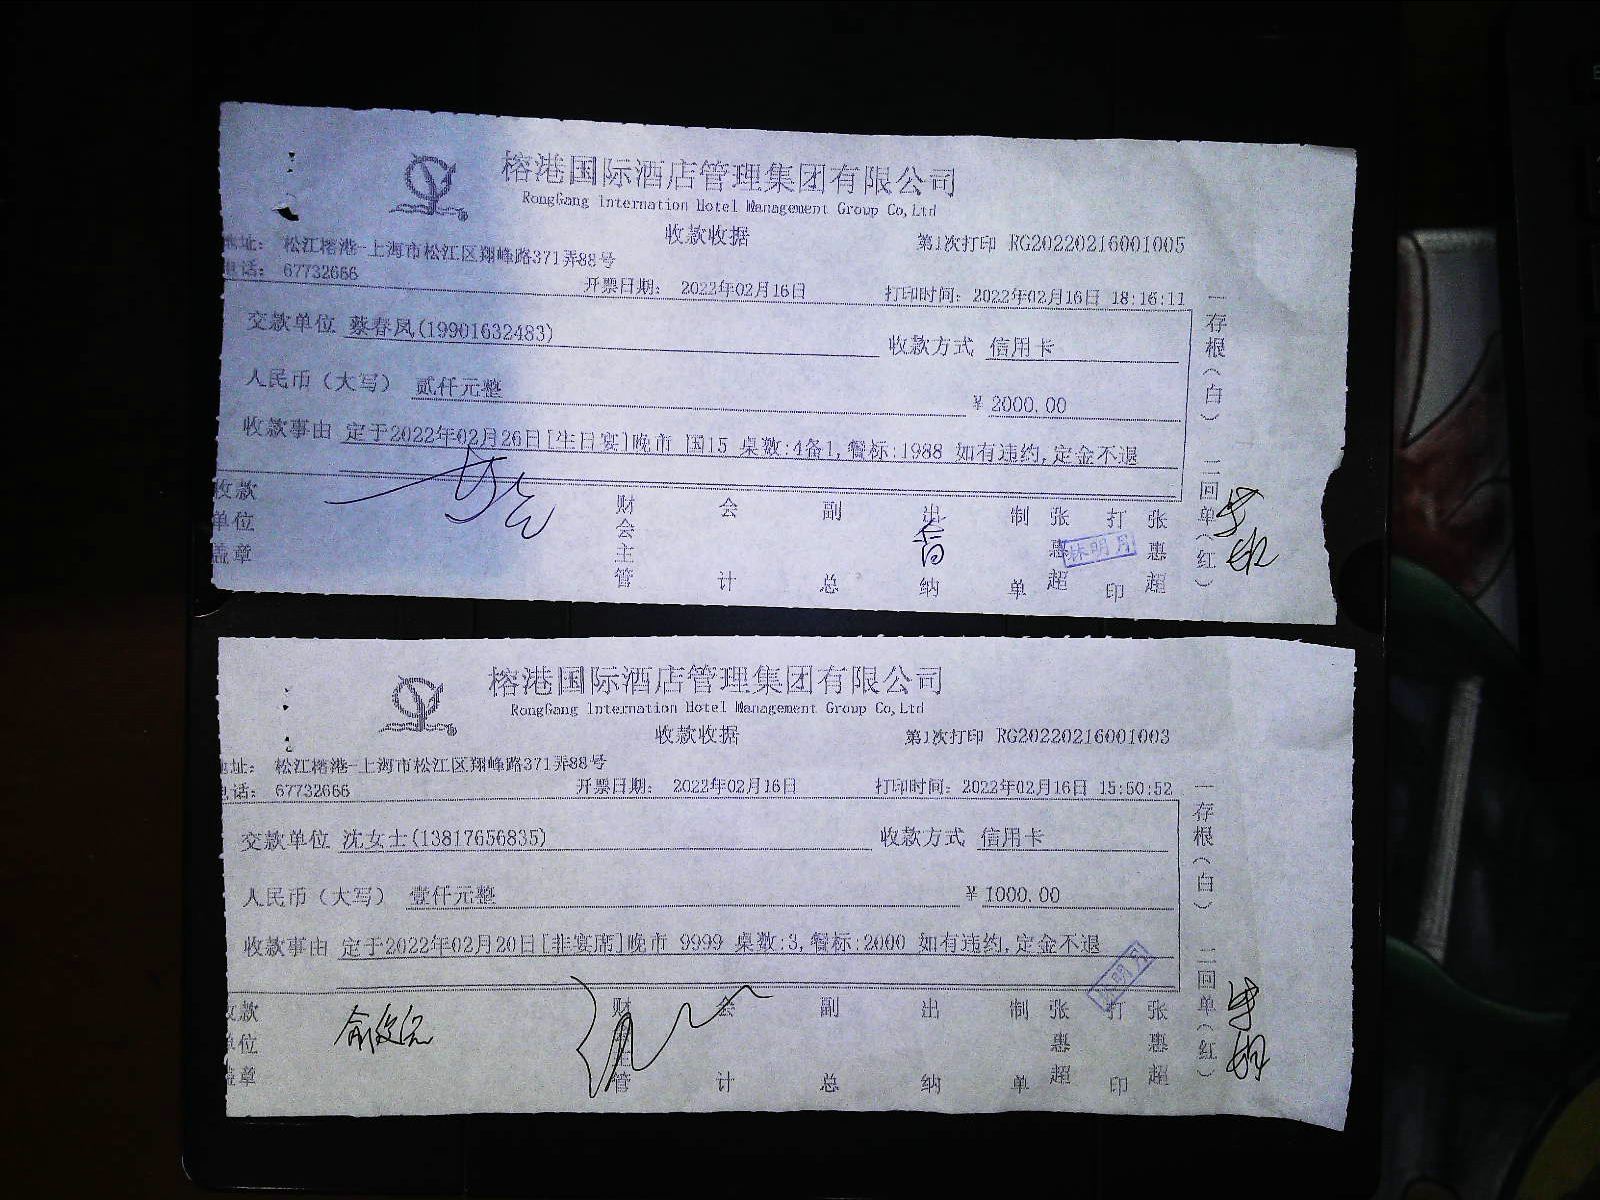 榕港国际酒店管理集团有限公司
RongGang Internation Hotel Management Group Co,Ltd
收款收据
第1次打印 RG20220216001005
地址: 松江榕港-上海市松江区翔峰路371弄88号
电话: 67732666
开票日期: 2022年02月16日
打印时间: 2022年02月16日 18:16:11
交款单位 蔡春凤(19901632483)
收款方式 信用卡
人民币(大写) 贰仟元整
¥ 2000.00
收款事由 定于2022年02月26日[生日宴]晚市 国15 桌数:4备1,餐标:1988 如有违约,定金不退
收款单位盖章
财会主管
会计
副总
出纳
制单
张惠超
打印
张惠超
林明月
一存根(白)
二回单(红)
榕港国际酒店管理集团有限公司
RongGang Internation Hotel Management Group Co,Ltd
收款收据
第1次打印 RG20220216001003
地址: 松江榕港-上海市松江区翔峰路371弄88号
电话: 67732666
开票日期: 2022年02月16日
打印时间: 2022年02月16日 15:50:52
交款单位 沈女士(13817656835)
收款方式 信用卡
人民币(大写) 壹仟元整
¥ 1000.00
收款事由 定于2022年02月20日[非宴席]晚市 9999 桌数:3,餐标:2000 如有违约,定金不退
收款单位盖章
财会主管
会计
副总
出纳
制单
张惠超
打印
张惠超
一存根(白)
二回单(红)